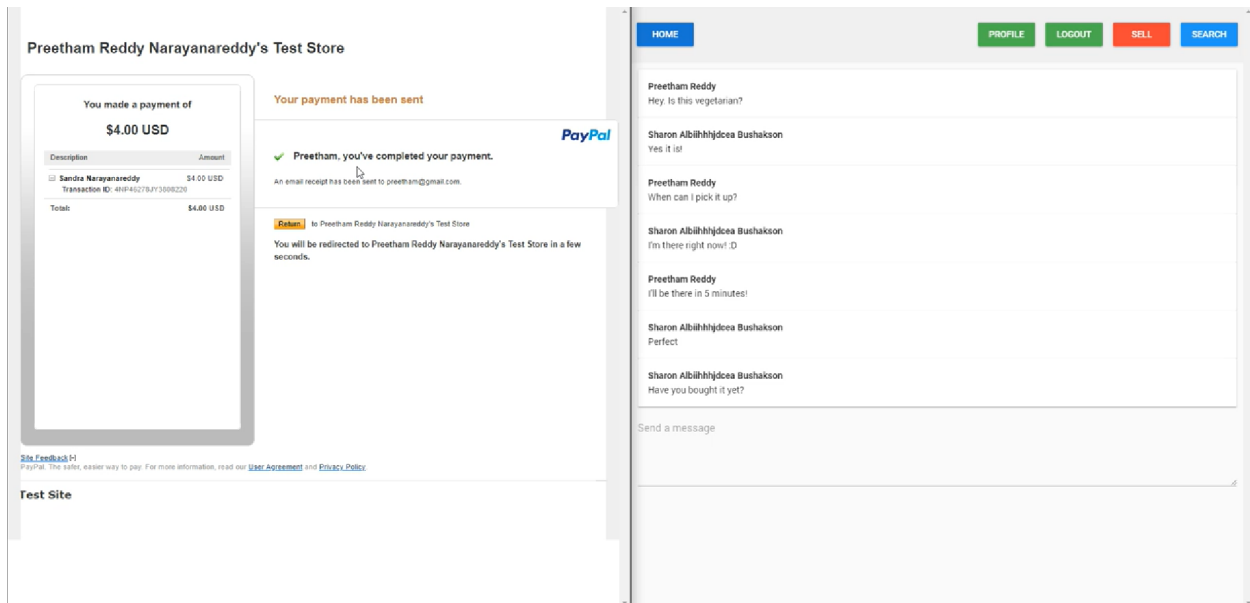 Preetham Reddy Narayanareddy's Test Store
You made a payment of
$4.00 USD
Description Amount
Sandra Narayanareddy $4.00 USD
Transaction ID:
Total: $4.00 USD
Your payment has been sent
PayPal
Preetham, you've completed your payment.
An email receipt has been sent to preetham@gmail.com.
Return to Preetham Reddy Narayanareddy's Test Store
You will be redirected to Preetham Reddy Narayanareddy's Test Store in a few
seconds.
Site Feedback [-]
PayPal. The safer, easier way to pay. For more information, read our User Agreement and Privacy Policy.
Test Site
HOME PROFILE LOGOUT SELL SEARCH
Preetham Reddy
Hey. Is this vegetarian?
Sharon Albiihhhjdcea Bushakson
Yes it is!
Preetham Reddy
When can I pick it up?
Sharon Albiihhhjdcea Bushakson
I'm there right now! :D
Preetham Reddy
I'll be there in 5 minutes!
Sharon Albiihhhjdcea Bushakson
Perfect
Sharon Albiihhhjdcea Bushakson
Have you bought it yet?
Send a message